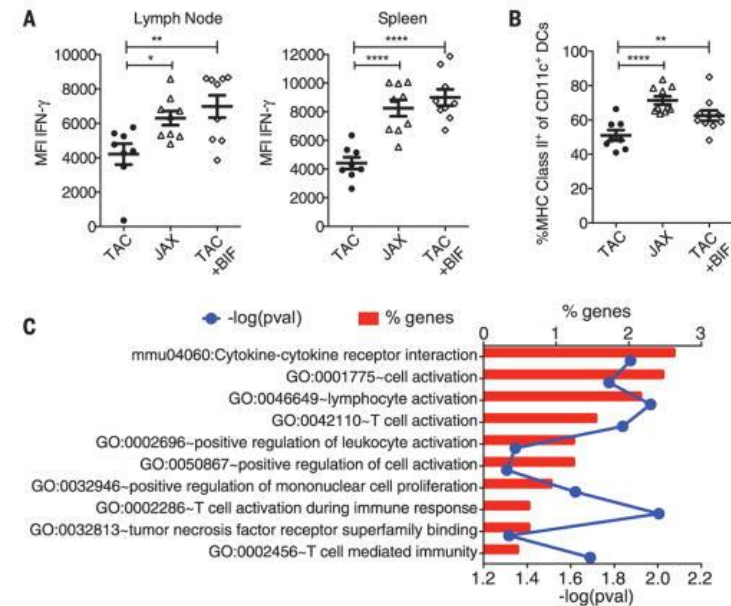 A
Lymph Node
Spleen
B
MFI IFN-γ
10000
8000
6000
4000
2000
0
**
*
TAC
JAX
TAC
+BIF
MFI IFN-γ
12000
10000
8000
6000
4000
2000
0
****
****
TAC
JAX
TAC
+BIF
%MHC Class II+ of CD11c+ DCs
100
80
60
40
20
0
**
****
TAC
JAX
TAC
+BIF
C
-log(pval)
% genes
% genes
0 1 2 3
mmu04060:Cytokine-cytokine receptor interaction
GO:0001775~cell activation
GO:0046649~lymphocyte activation
GO:0042110~T cell activation
GO:0002696~positive regulation of leukocyte activation
GO:0050867~positive regulation of cell activation
GO:0032946~positive regulation of mononuclear cell proliferation
GO:0002286~T cell activation during immune response
GO:0032813~tumor necrosis factor receptor superfamily binding
GO:0002456~T cell mediated immunity
1.2 1.4 1.6 1.8 2.0 2.2
-log(pval)